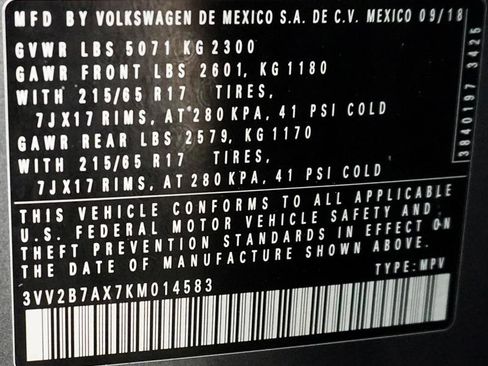 MFD BY VOLKSWAGEN DE MEXICO S.A. DE C.V. MEXICO 09/18
GVWR LBS 5071 KG 2300
GAWR FRONT LBS 2601, KG 1180
WITH 215/65 R17 TIRES,
7JX17 RIMS, AT 280 KPA, 41 PSI COLD
GAWR REAR LBS 2579, KG 1170
WITH 215/65 R17 TIRES,
7JX17 RIMS, AT 280 KPA, 41 PSI COLD
3840197 3425
THIS VEHICLE CONFORMS TO ALL APPLICABLE
U.S. FEDERAL MOTOR VEHICLE SAFETY AND
THEFT PREVENTION STANDARDS IN EFFECT ON
THE DATE OF MANUFACTURE SHOWN ABOVE.
3VV2B7AX7KM014583 TYPE: MPV